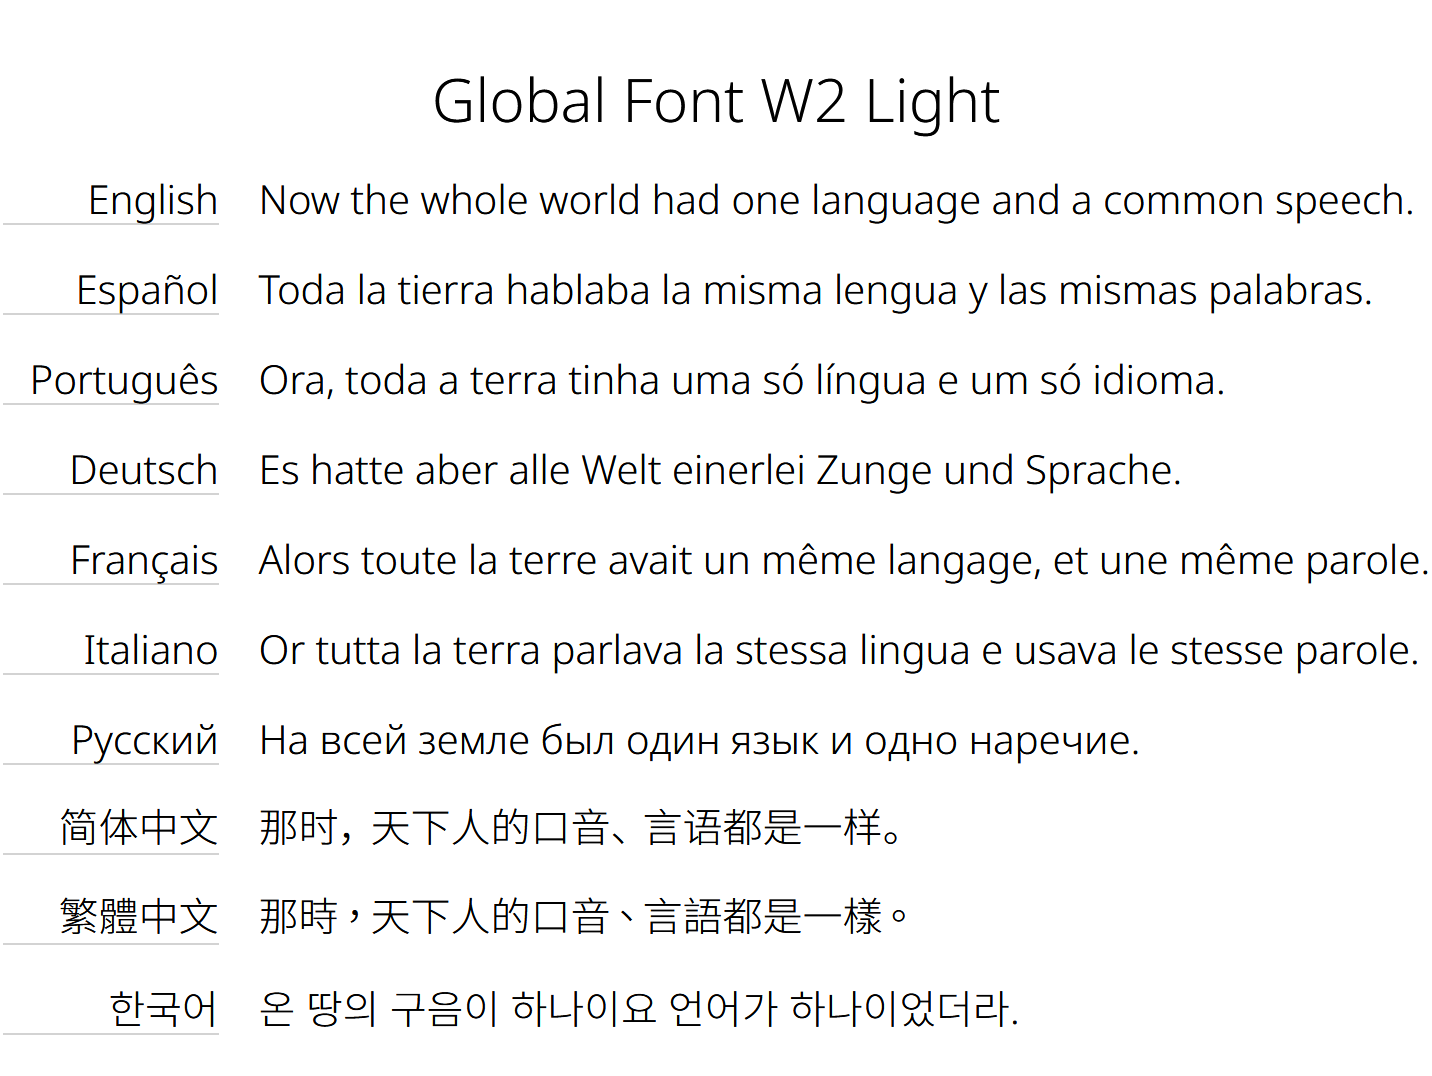 Global Font W2 Light
English Now the whole world had one language and a common speech.
Español Toda la tierra hablaba la misma lengua y las mismas palabras.
Português Ora, toda a terra tinha uma só língua e um só idioma.
Deutsch Es hatte aber alle Welt einerlei Zunge und Sprache.
Français Alors toute la terre avait un même langage, et une même parole.
Italiano Or tutta la terra parlava la stessa lingua e usava le stesse parole.
Русский На всей земле был один язык и одно наречие.
简体中文 那时，天下人的口音、言语都是一样。
繁體中文 那時，天下人的口音、言語都是一樣。
한국어 온 땅의 구음이 하나이요 언어가 하나이었더라.